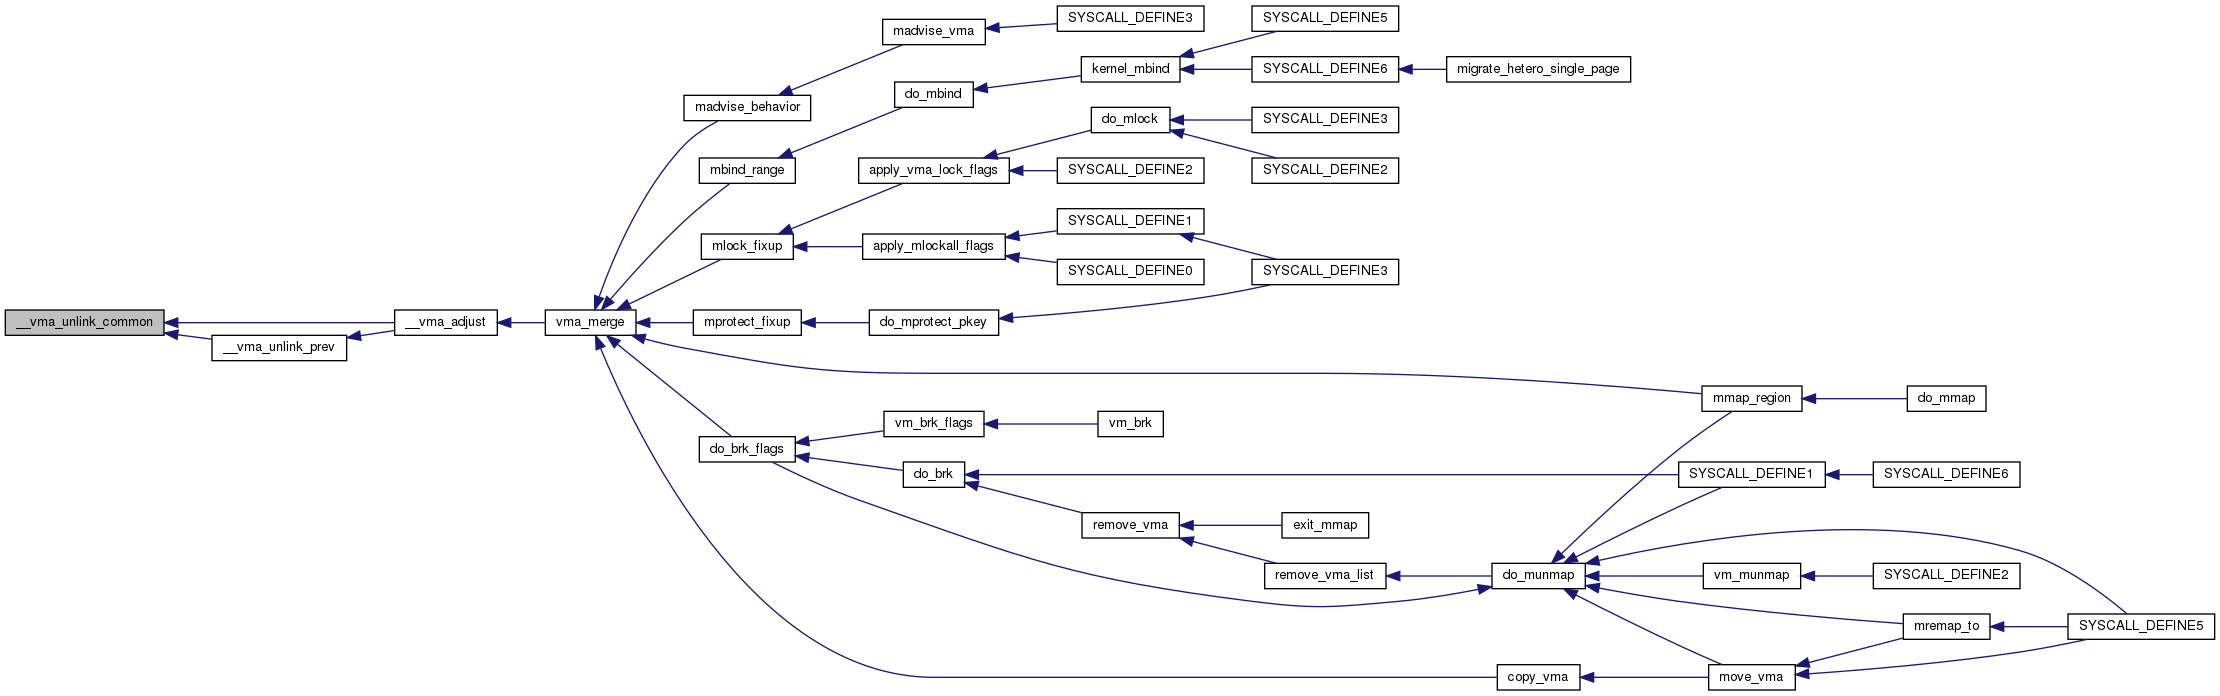 SYSCALL_DEFINE3
SYSCALL_DEFINE5
madvise_vma
kernel_mbind
SYSCALL_DEFINE6
migrate_hetero_single_page
do_mbind
madvise_behavior
do_mlock
SYSCALL_DEFINE3
mbind_range
apply_vma_lock_flags
SYSCALL_DEFINE2
SYSCALL_DEFINE2
SYSCALL_DEFINE1
mlock_fixup
apply_mlockall_flags
SYSCALL_DEFINE0
SYSCALL_DEFINE3
__vma_unlink_common
__vma_adjust
vma_merge
mprotect_fixup
do_mprotect_pkey
__vma_unlink_prev
mmap_region
do_mmap
vm_brk_flags
vm_brk
do_brk_flags
do_brk
SYSCALL_DEFINE1
SYSCALL_DEFINE6
remove_vma
exit_mmap
remove_vma_list
do_munmap
vm_munmap
SYSCALL_DEFINE2
mremap_to
SYSCALL_DEFINE5
copy_vma
move_vma